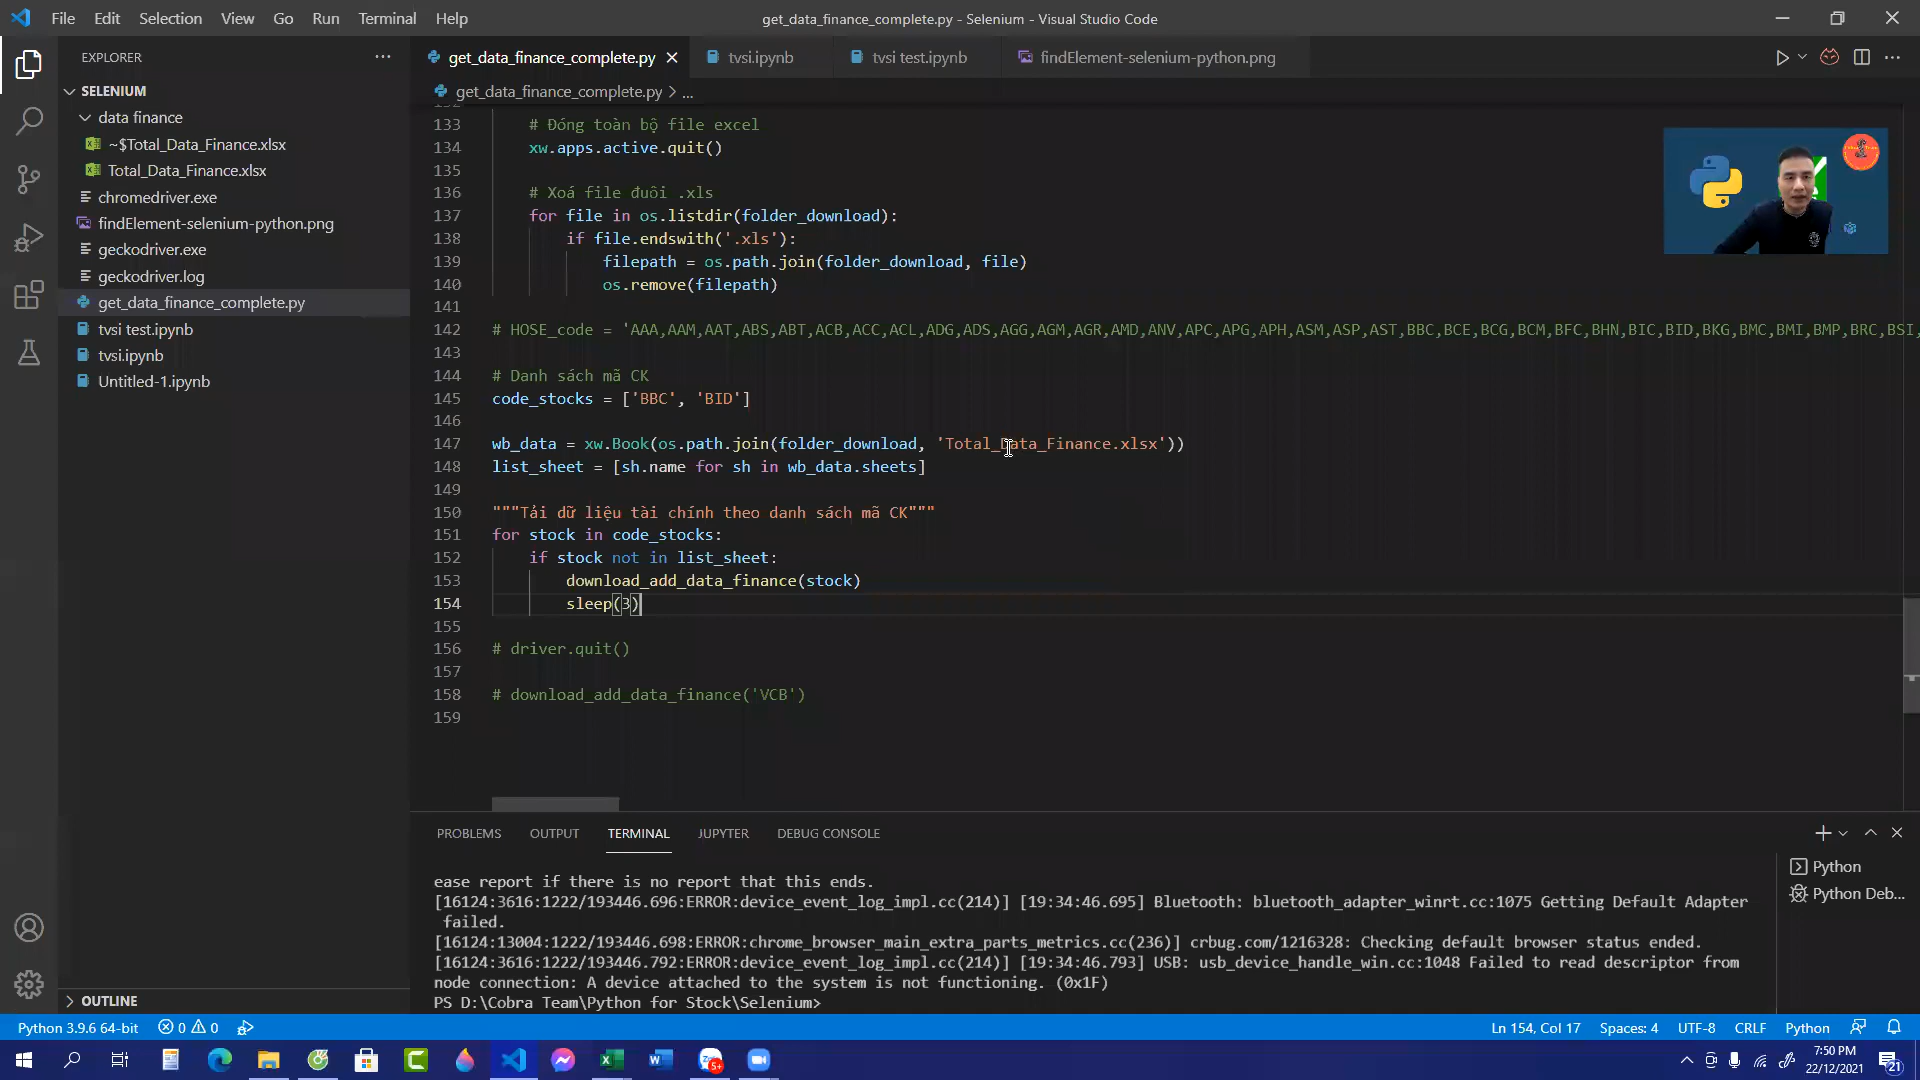 File Edit Selection View Go Run Terminal Help
get_data_finance_complete.py - Selenium - Visual Studio Code
EXPLORER
SELENIUM
data finance
~$Total_Data_Finance.xlsx
Total_Data_Finance.xlsx
chromedriver.exe
findElement-selenium-python.png
geckodriver.exe
geckodriver.log
get_data_finance_complete.py
tvsi test.ipynb
tvsi.ipynb
Untitled-1.ipynb
OUTLINE
get_data_finance_complete.py tvsi.ipynb tvsi test.ipynb findElement-selenium-python.png
get_data_finance_complete.py > ...
133 # Đóng toàn bộ file excel
134 xw.apps.active.quit()
135
136 # Xoá file đuôi .xls
137 for file in os.listdir(folder_download):
138 if file.endswith('.xls'):
139 filepath = os.path.join(folder_download, file)
140 os.remove(filepath)
141
142 # HOSE_code = 'AAA,AAM,AAT,ABS,ABT,ACB,ACC,ACL,ADG,ADS,AGG,AGM,AGR,AMD,ANV,APC,APG,APH,ASM,ASP,AST,BBC,BCE,BCG,BCM,BFC,BHN,BIC,BID,BKG,BMC,BMI,BMP,BRC,BSI,
143
144 # Danh sách mã CK
145 code_stocks = ['BBC', 'BID']
146
147 wb_data = xw.Book(os.path.join(folder_download, 'Total_Data_Finance.xlsx'))
148 list_sheet = [sh.name for sh in wb_data.sheets]
149
150 """Tải dữ liệu tài chính theo danh sách mã CK"""
151 for stock in code_stocks:
152 if stock not in list_sheet:
153 download_add_data_finance(stock)
154 sleep(3)
155
156 # driver.quit()
157
158 # download_add_data_finance('VCB')
159
PROBLEMS OUTPUT TERMINAL JUPYTER DEBUG CONSOLE
ease report if there is no report that this ends.
[16124:3616:1222/193446.696:ERROR:device_event_log_impl.cc(214)] [19:34:46.695] Bluetooth: bluetooth_adapter_winrt.cc:1075 Getting Default Adapter
failed.
[16124:13004:1222/193446.698:ERROR:chrome_browser_main_extra_parts_metrics.cc(236)] crbug.com/1216328: Checking default browser status ended.
[16124:3616:1222/193446.792:ERROR:device_event_log_impl.cc(214)] [19:34:46.793] USB: usb_device_handle_win.cc:1048 Failed to read descriptor from
node connection: A device attached to the system is not functioning. (0x1F)
PS D:\Cobra Team\Python for Stock\Selenium>
Python
Python Deb...
Python 3.9.6 64-bit 0 0 Ln 154, Col 17 Spaces: 4 UTF-8 CRLF Python
7:50 PM
22/12/2021
21